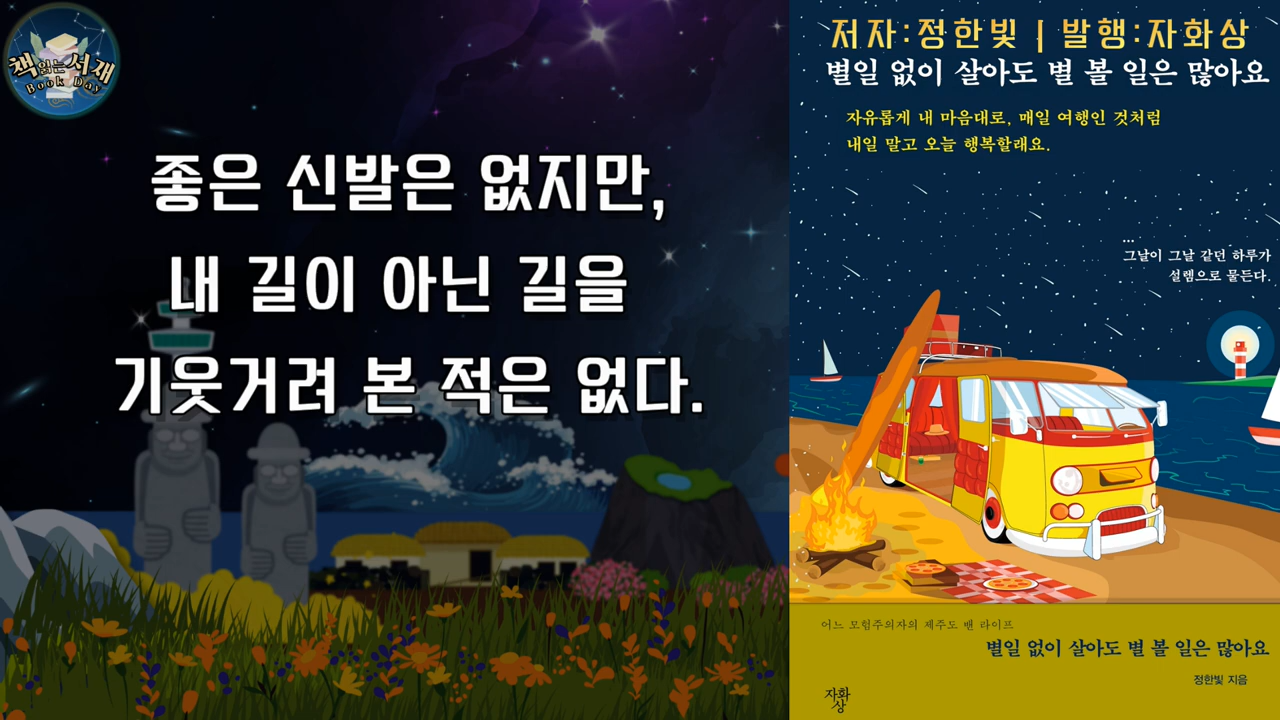 책 읽는 서재
Book Day
좋은 신발은 없지만,
내 길이 아닌 길을
기웃거려 본 적은 없다.
저자:정한빛 | 발행:자화상
별일 없이 살아도 별 볼 일은 많아요
자유롭게 내 마음대로, 매일 여행인 것처럼
내일 말고 오늘 행복할래요.
...
그날이 그날 같던 하루가
설렘으로 물든다.
어느 모험주의자의 제주도 밴 라이프
별일 없이 살아도 별 볼 일은 많아요
정한빛 지음
자화
상